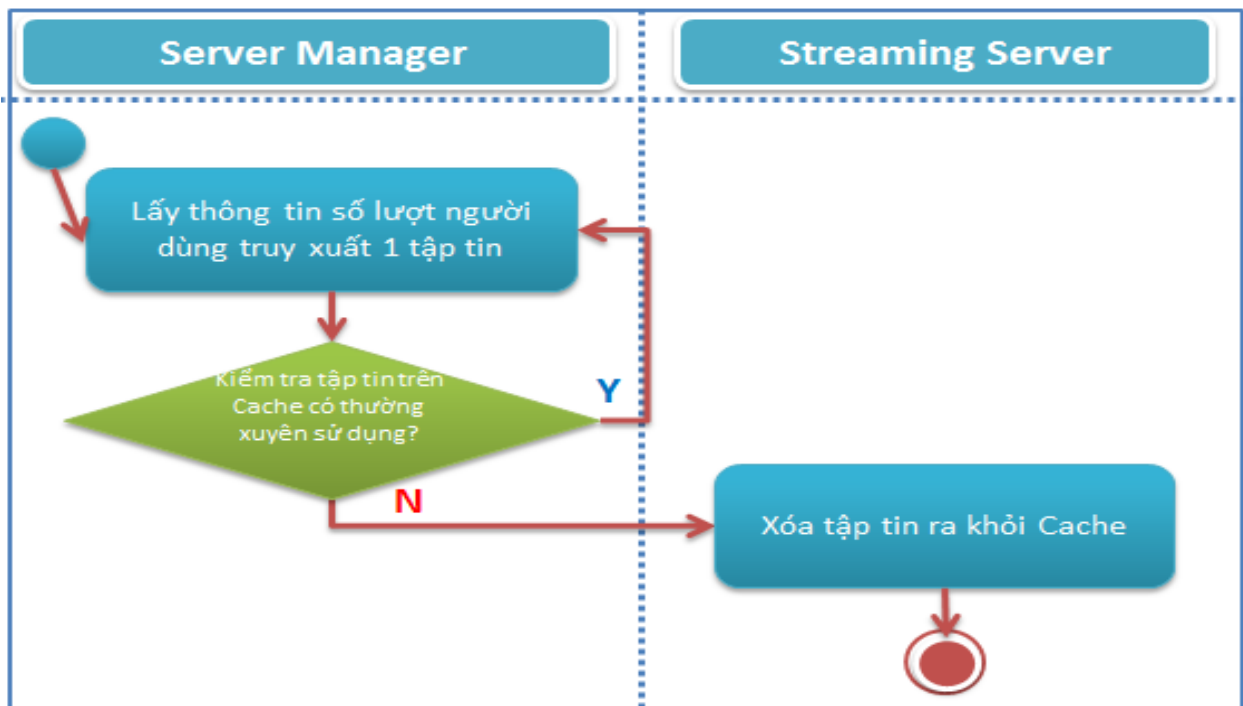 Server Manager
Streaming Server
Lấy thông tin số lượt người
dùng truy xuất 1 tập tin
Kiểm tra tập tin trên
Cache có thường
xuyên sử dụng?
Y
N
Xóa tập tin ra khỏi Cache